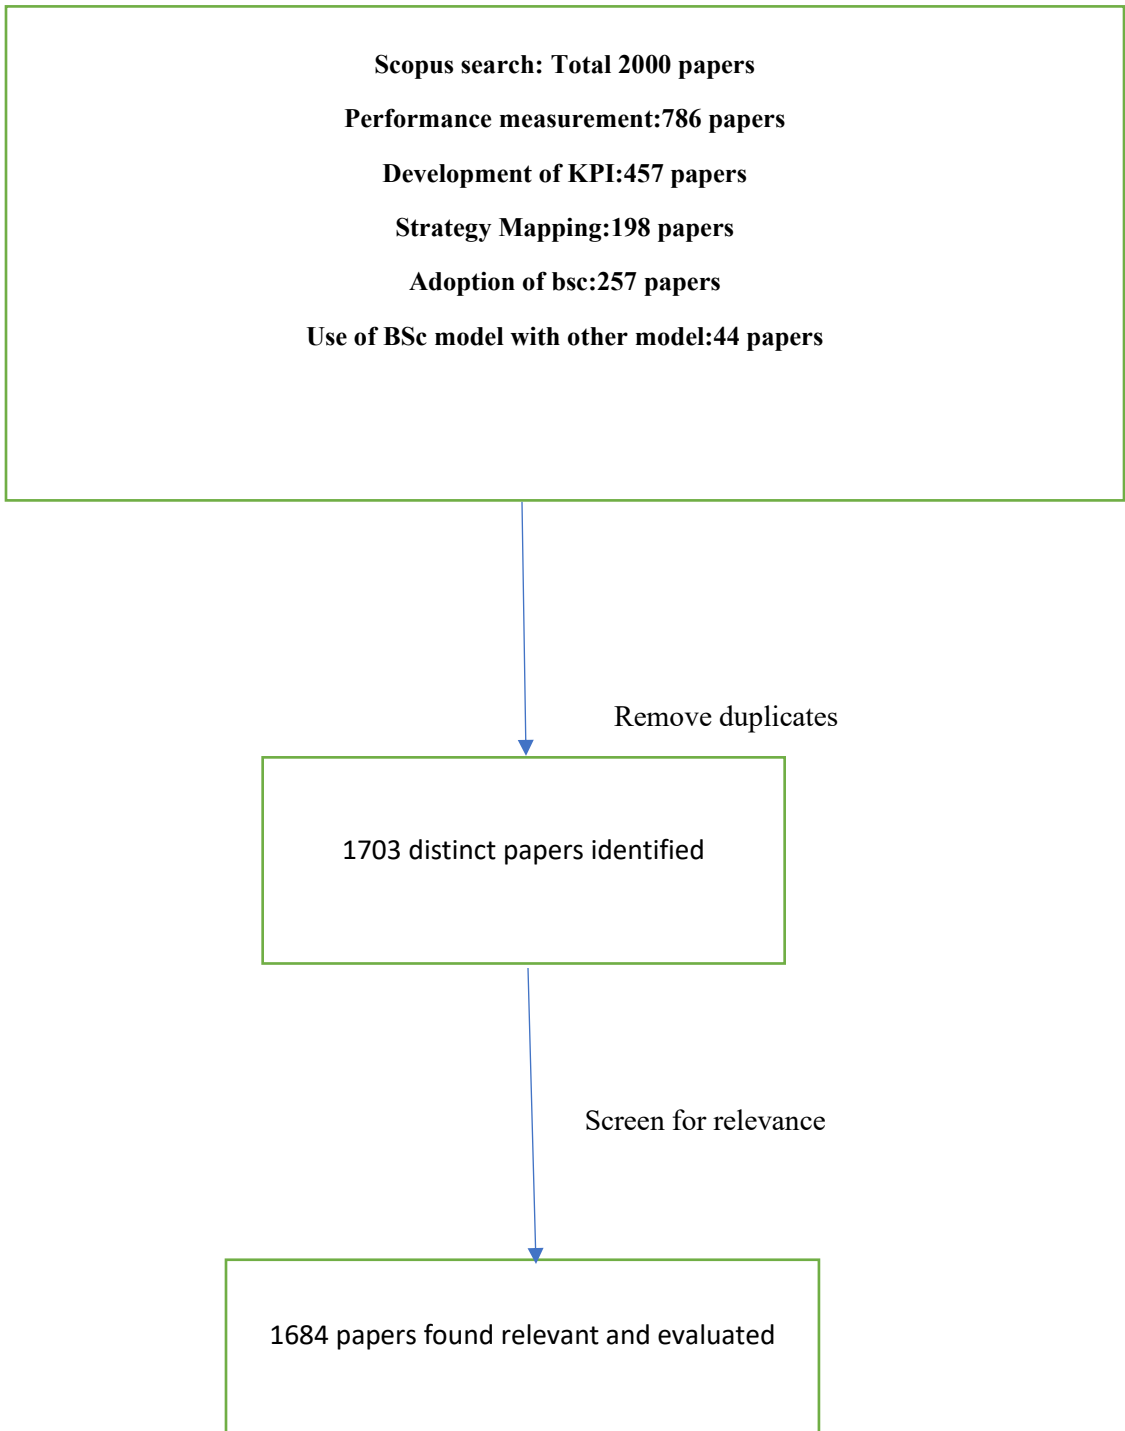 Scopus search: Total 2000 papers
Performance measurement:786 papers
Development of KPI:457 papers
Strategy Mapping:198 papers
Adoption of bsc:257 papers
Use of BSc model with other model:44 papers
Remove duplicates
1703 distinct papers identified
Screen for relevance
1684 papers found relevant and evaluated